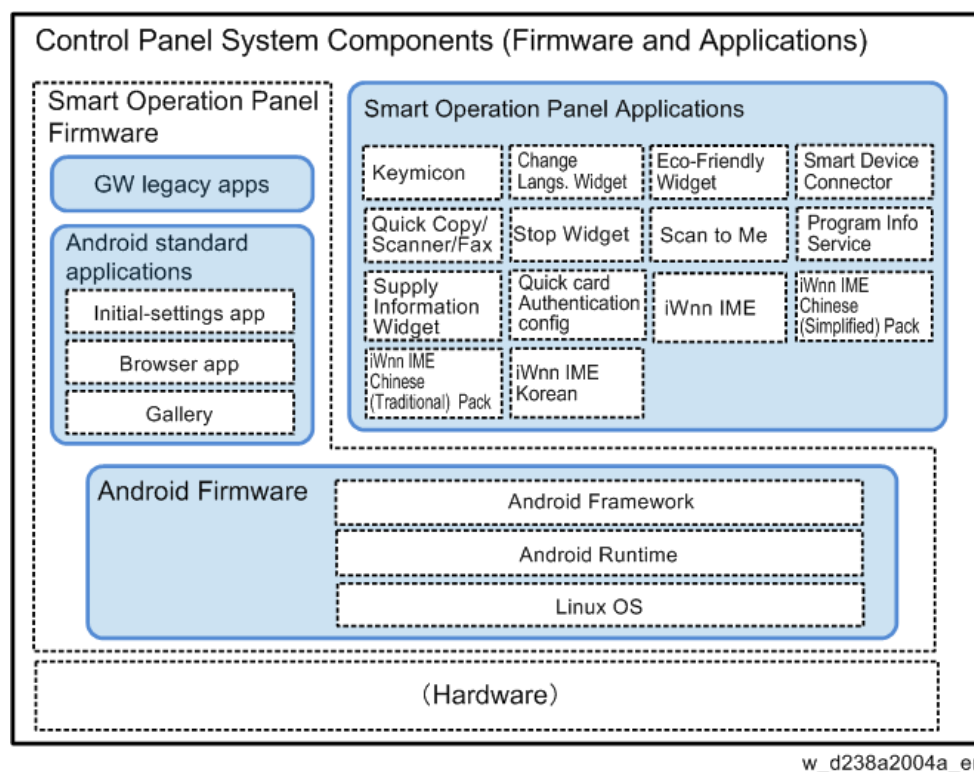 Control Panel System Components (Firmware and Applications)
Smart Operation Panel
Firmware
GW legacy apps
Android standard
applications
Initial-settings app
Browser app
Gallery
Smart Operation Panel Applications
Keymicon
Change
Langs. Widget
Eco-Friendly
Widget
Smart Device
Connector
Quick Copy/
Scanner/Fax
Stop Widget
Scan to Me
Program Info
Service
Supply
Information
Widget
Quick card
Authentication
config
iWnn IME
iWnn IME
Chinese
(Simplified) Pack
iWnn IME
Chinese
(Traditional) Pack
iWnn IME
Korean
Android Firmware
Android Framework
Android Runtime
Linux OS
(Hardware)
w_d238a2004a_en